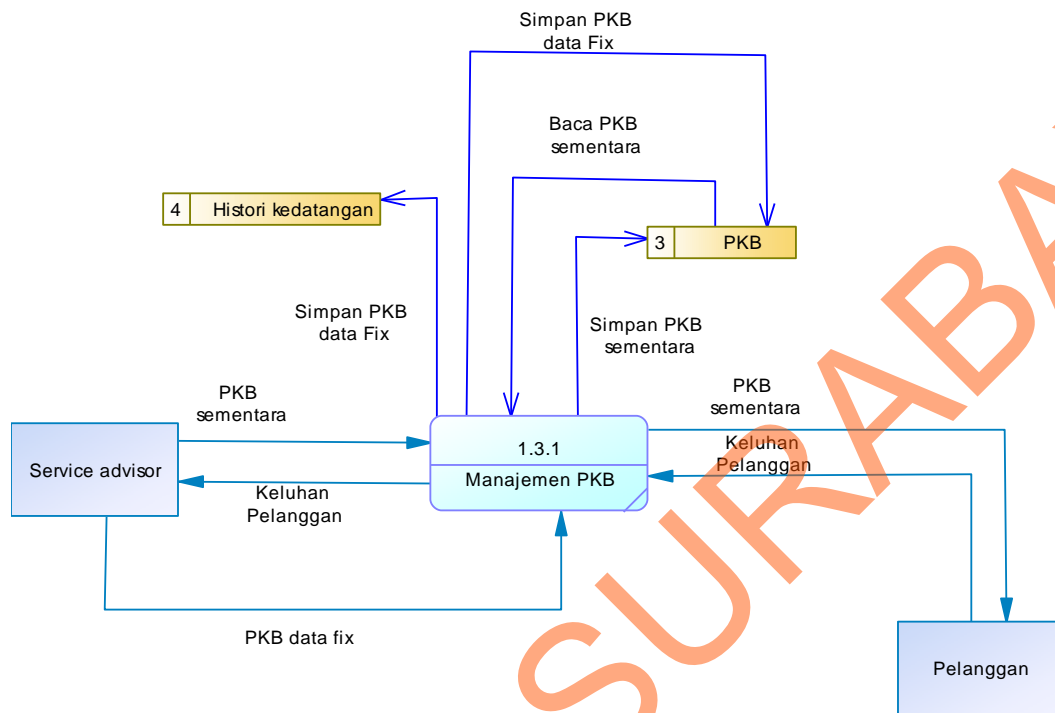 Simpan PKB
data Fix
Baca PKB
sementara
4 Histori kedatangan
3 PKB
Simpan PKB
data Fix
Simpan PKB
sementara
PKB
sementara
PKB
sementara
1.3.1
Manajemen PKB
Keluhan
Pelanggan
Service advisor
Keluhan
Pelanggan
PKB data fix
Pelanggan